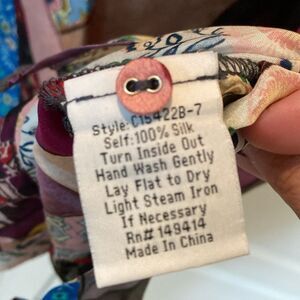 Style: C15422B-7
Self:100% Silk
Turn Inside Out
Hand Wash Gently
Lay Flat to Dry
Light Steam Iron
If Necessary
Rn# 149414
Made In China